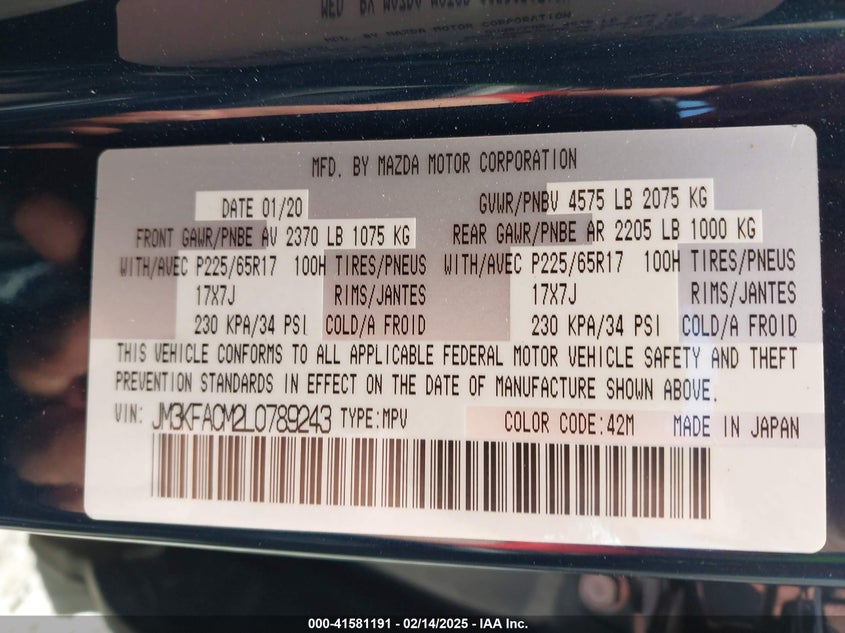 MFD. BY MAZDA MOTOR CORPORATION
DATE 01/20 GVWR/PNBV 4575 LB 2075 KG
FRONT GAWR/PNBE AV 2370 LB 1075 KG REAR GAWR/PNBE AR 2205 LB 1000 KG
WITH/AVEC P225/65R17 100H TIRES/PNEUS WITH/AVEC P225/65R17 100H TIRES/PNEUS
17X7J RIMS/JANTES 17X7J RIMS/JANTES
230 KPA/34 PSI COLD/A FROID 230 KPA/34 PSI COLD/A FROID
THIS VEHICLE CONFORMS TO ALL APPLICABLE FEDERAL MOTOR VEHICLE SAFETY AND THEFT
PREVENTION STANDARDS IN EFFECT ON THE DATE OF MANUFACTURE SHOWN ABOVE.
VIN: JM3KFACM2L0789243 TYPE:MPV COLOR CODE:42M MADE IN JAPAN
000-41581191 - 02/14/2025 - IAA Inc.